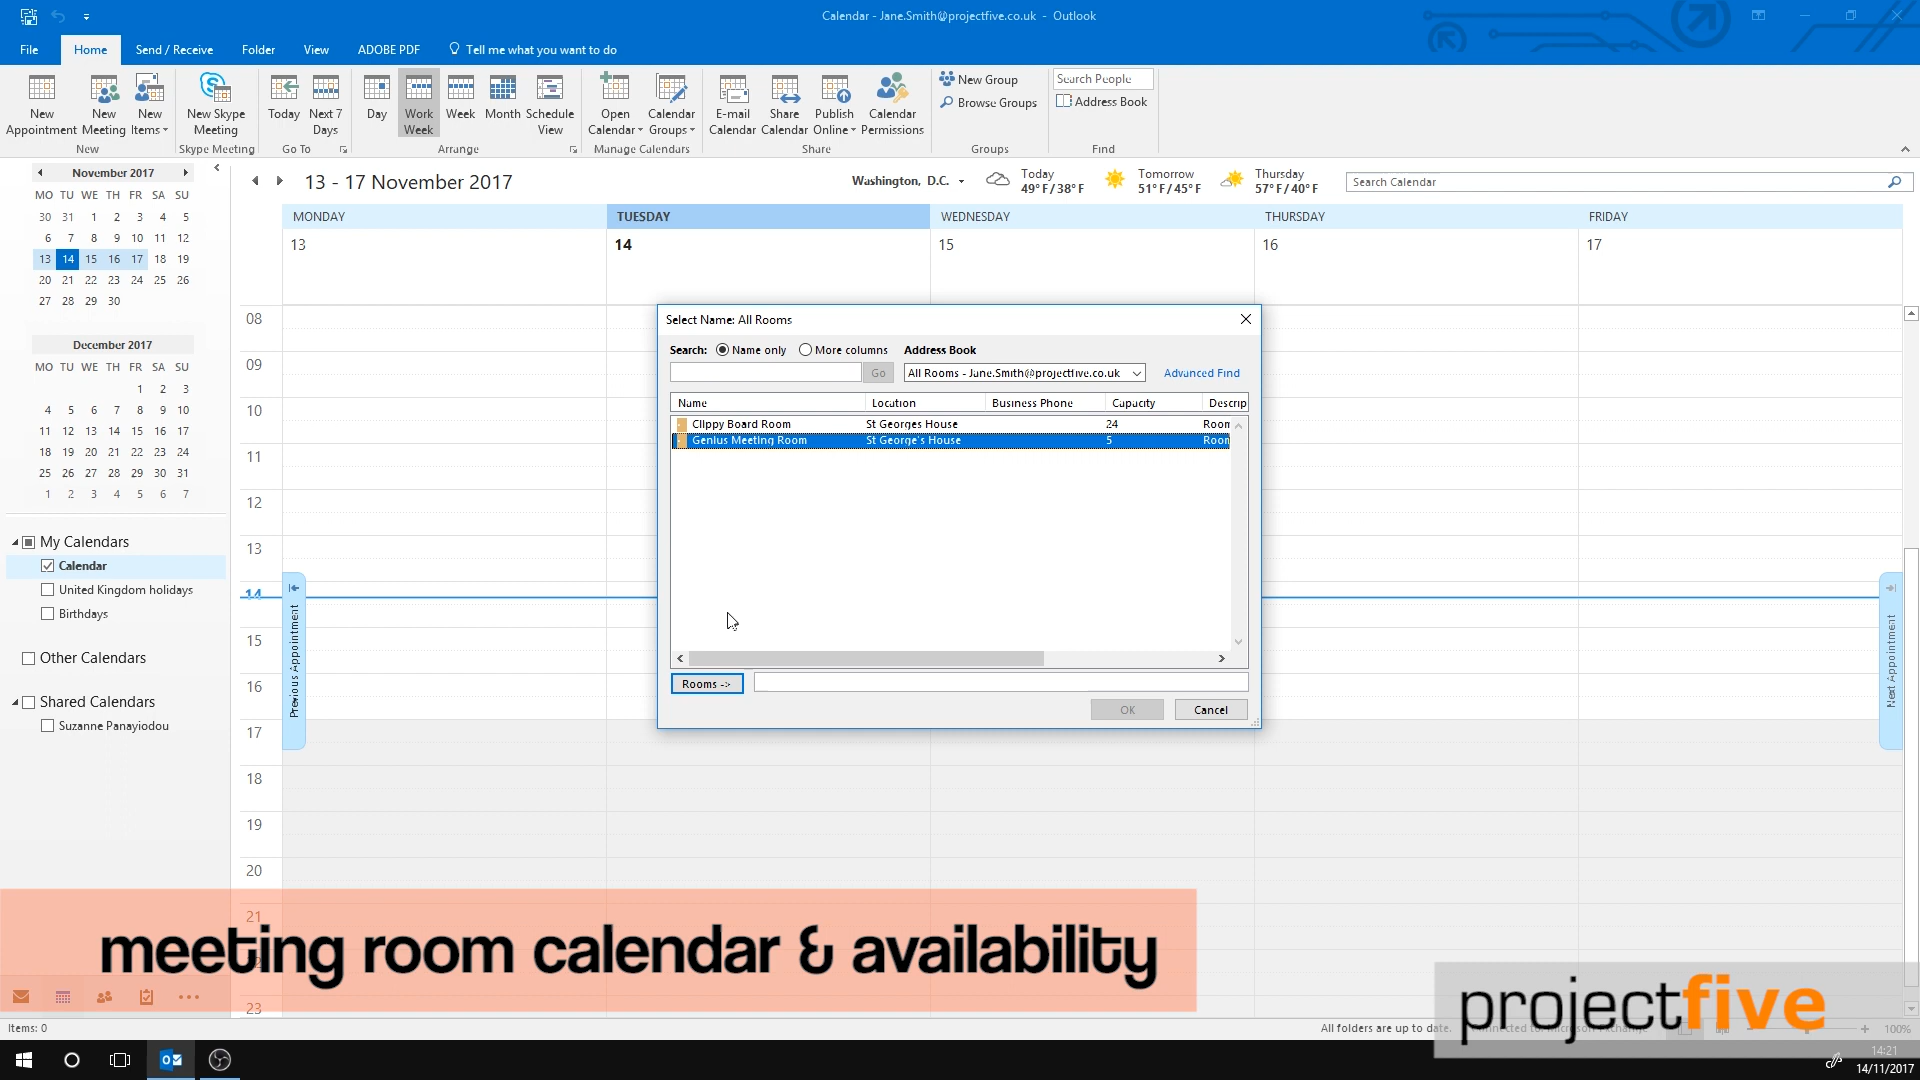 Calendar - Jane.Smith@projectfive.co.uk - Outlook
File Home Send / Receive Folder View ADOBE PDF Tell me what you want to do
New Appointment
New Meeting
New Items
New Skype Meeting
Today
Next 7 Days
Day
Work Week
Week
Month
Schedule View
Open Calendar
Calendar Groups
E-mail Calendar
Share Calendar
Publish Online
Calendar Permissions
New Group
Browse Groups
Search People
Address Book
New Skype Meeting Go To Arrange Manage Calendars Share Groups Find
November 2017
MO TU WE TH FR SA SU
30 31 1 2 3 4 5
6 7 8 9 10 11 12
13 14 15 16 17 18 19
20 21 22 23 24 25 26
27 28 29 30
December 2017
MO TU WE TH FR SA SU
1 2 3
4 5 6 7 8 9 10
11 12 13 14 15 16 17
18 19 20 21 22 23 24
25 26 27 28 29 30 31
1 2 3 4 5 6 7
My Calendars
Calendar
United Kingdom holidays
Birthdays
Other Calendars
Shared Calendars
Suzanne Panayiodou
13 - 17 November 2017
Washington, D.C.
Today
49°F/38°F
Tomorrow
51°F/45°F
Thursday
57°F/40°F
Search Calendar
MONDAY TUESDAY WEDNESDAY THURSDAY FRIDAY
13 14 15 16 17
08
09
10
11
12
13
14
15
16
17
18
19
20
21
23
Previous Appointment
Next Appointment
Select Name: All Rooms
Search: Name only More columns Address Book
Go All Rooms - Jane.Smith@projectfive.co.uk Advanced Find
Name Location Business Phone Capacity Descrip
Clippy Board Room St Georges House 24 Room
Genius Meeting Room St George's House 5 Room
Rooms ->
OK Cancel
meeting room calendar & availability
projectfive
Items: 0
All folders are up to date.
100%
14:21
14/11/2017